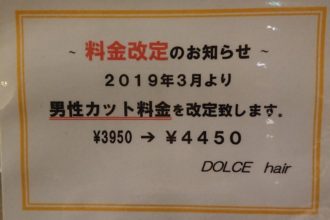 ~ 料金改定のお知らせ ~
2019年3月より
男性カット料金を改定致します。
¥3950 → ¥4450
DOLCE hair